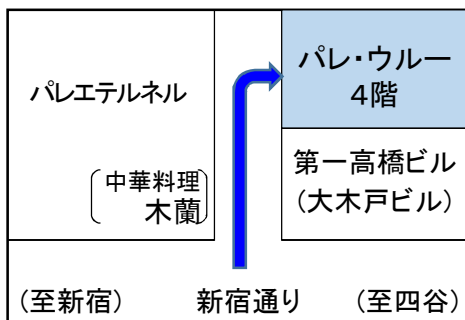 パレエテルネル
(中華料理
木蘭)
パレ・ウルー
4階
第一高橋ビル
(大木戸ビル)
(至新宿) 新宿通り (至四谷)